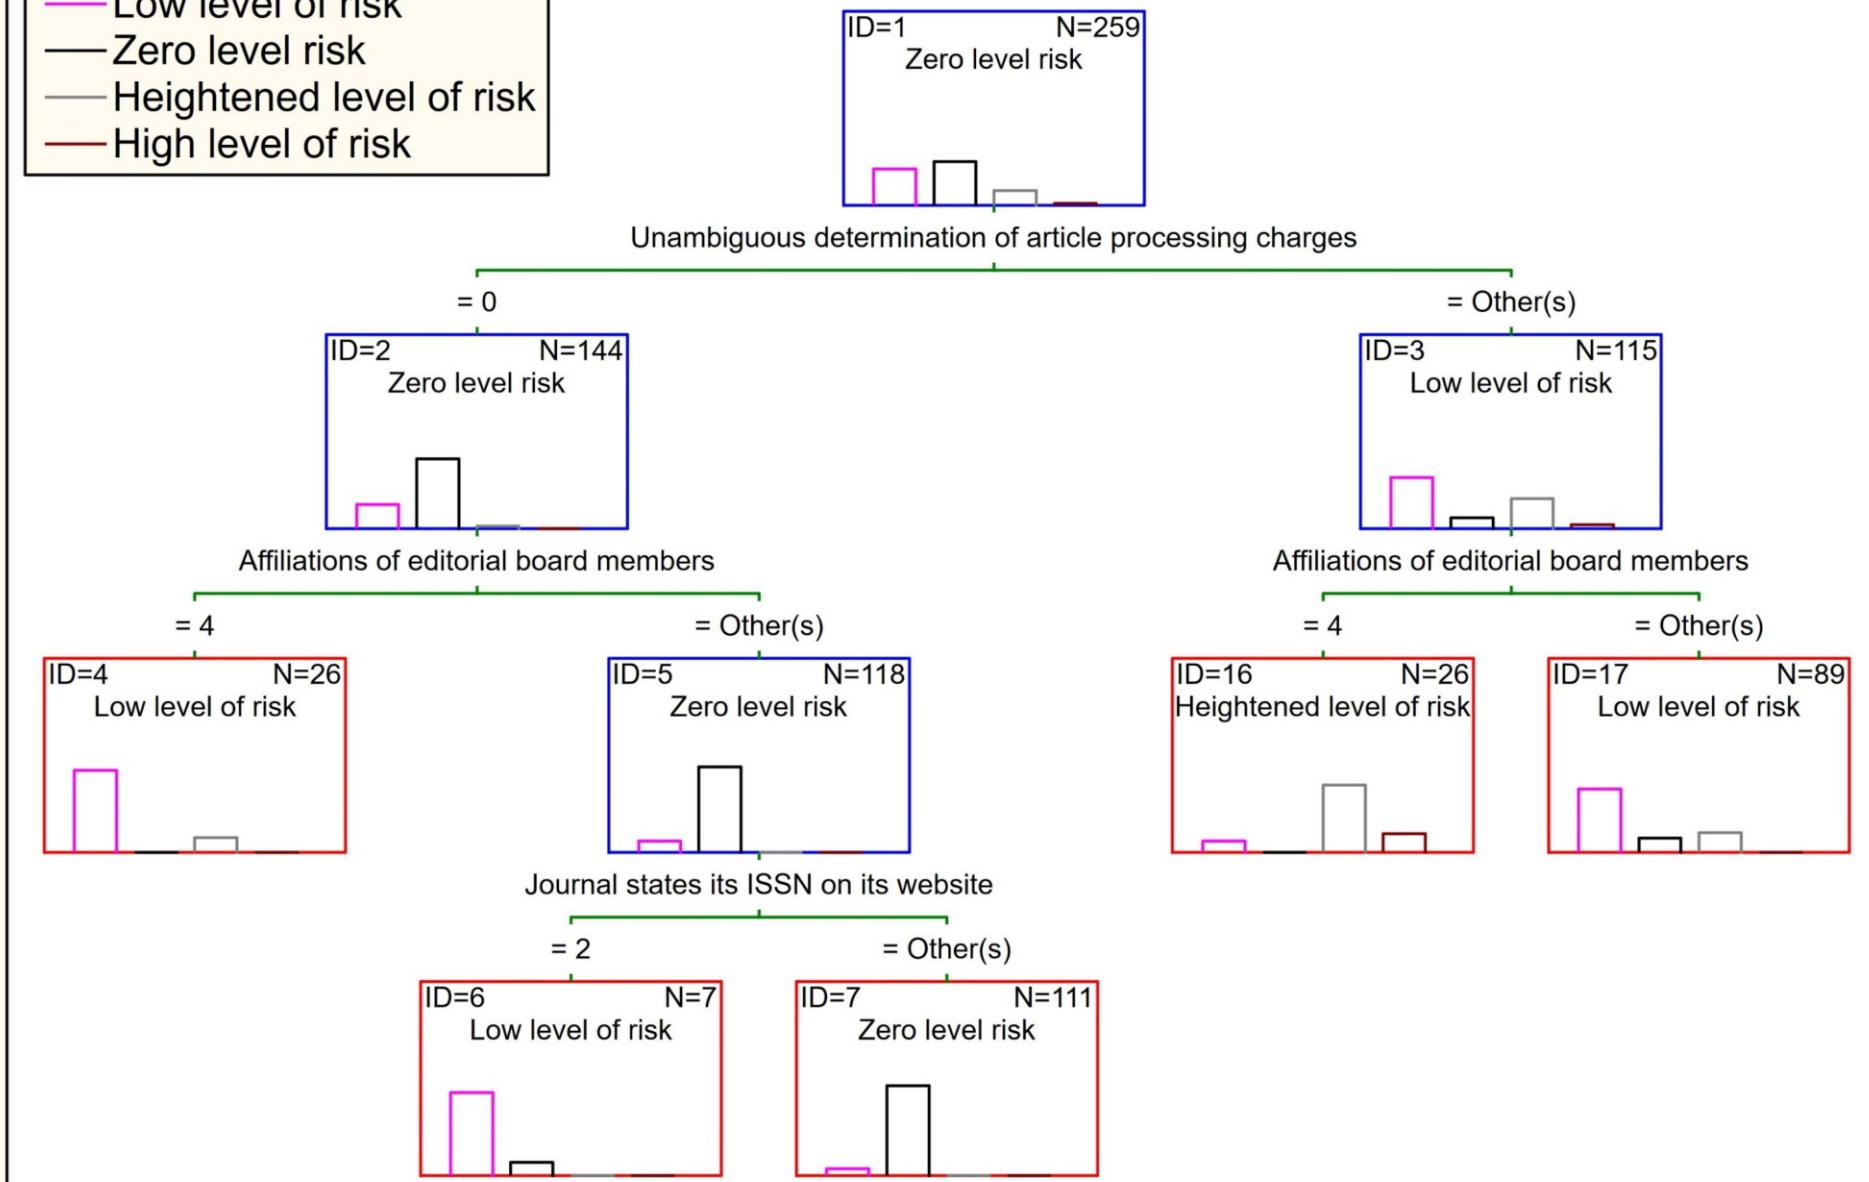 Low level of risk
Zero level risk
Heightened level of risk
High level of risk
ID=1 N=259
Zero level risk
Unambiguous determination of article processing charges
= 0 = Other(s)
ID=2 N=144
Zero level risk
ID=3 N=115
Low level of risk
Affiliations of editorial board members
Affiliations of editorial board members
= 4 = Other(s)
= 4 = Other(s)
ID=4 N=26
Low level of risk
ID=5 N=118
Zero level risk
ID=16 N=26
Heightened level of risk
ID=17 N=89
Low level of risk
Journal states its ISSN on its website
= 2 = Other(s)
ID=6 N=7
Low level of risk
ID=7 N=111
Zero level risk